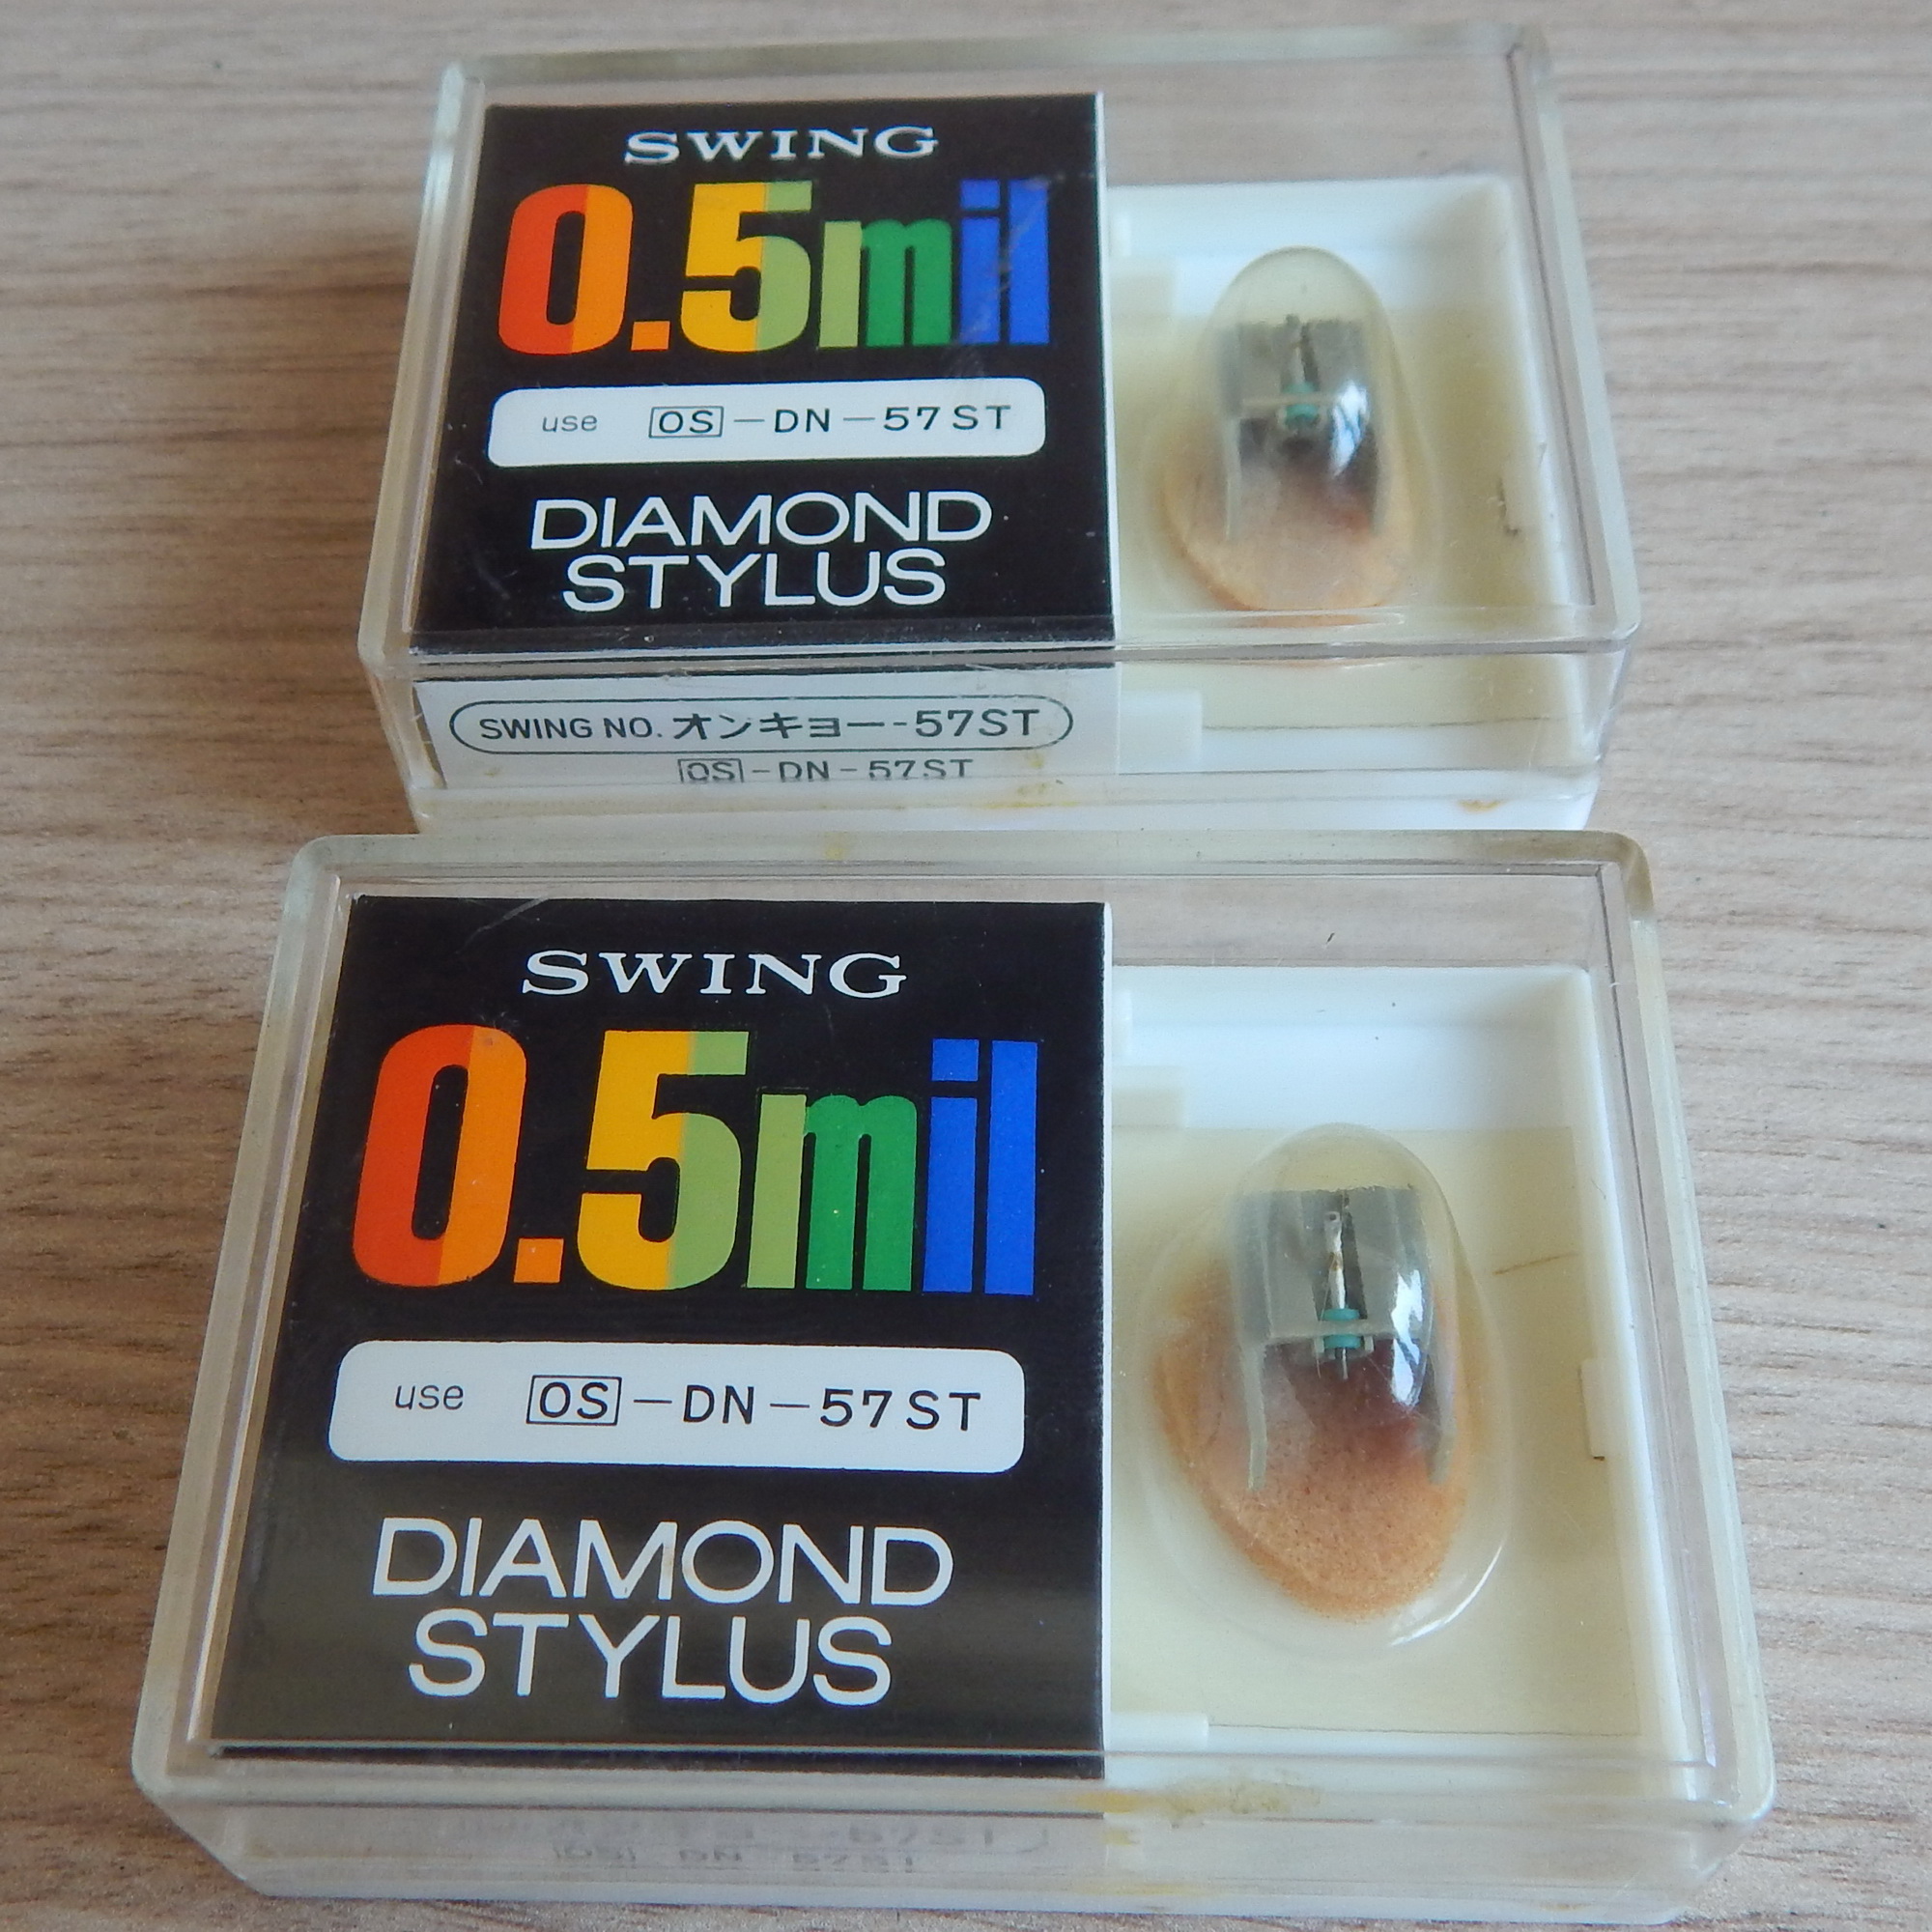 SWING
0.5mil
use OS-DN-57ST
DIAMOND
STYLUS
SWING NO. オンキョー-57ST
OS-DN-57ST
SWING
0.5mil
use OS-DN-57ST
DIAMOND
STYLUS